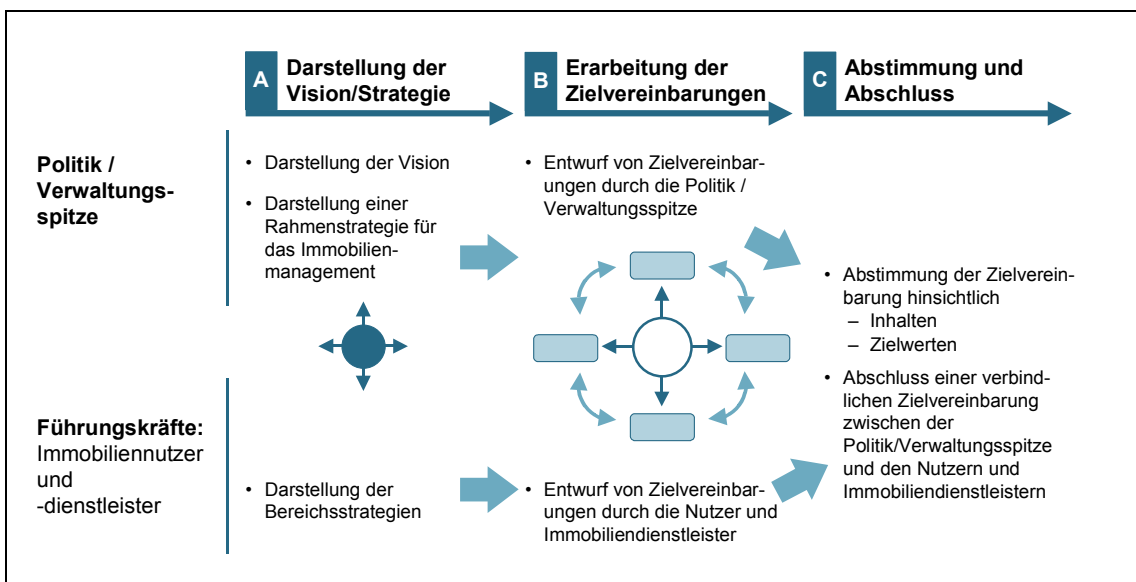 A
Darstellung der
Vision/Strategie
B
Erarbeitung der
Zielvereinbarungen
C
Abstimmung und
Abschluss
Politik /
Verwaltungs-
spitze
• Darstellung der Vision
• Darstellung einer
Rahmenstrategie für
das Immobilien-
management
• Entwurf von Zielvereinbar-
ungen durch die Politik /
Verwaltungsspitze
• Abstimmung der Zielverein-
barung hinsichtlich
– Inhalten
– Zielwerten
• Abschluss einer verbind-
lichen Zielvereinbarung
zwischen der
Politik/Verwaltungsspitze
und den Nutzern und
Immobiliendienstleistern
Führungskräfte:
Immobiliennutzer
und
-dienstleister
• Darstellung der
Bereichsstrategien
• Entwurf von Zielvereinbar-
ungen durch die Nutzer und
Immobiliendienstleister